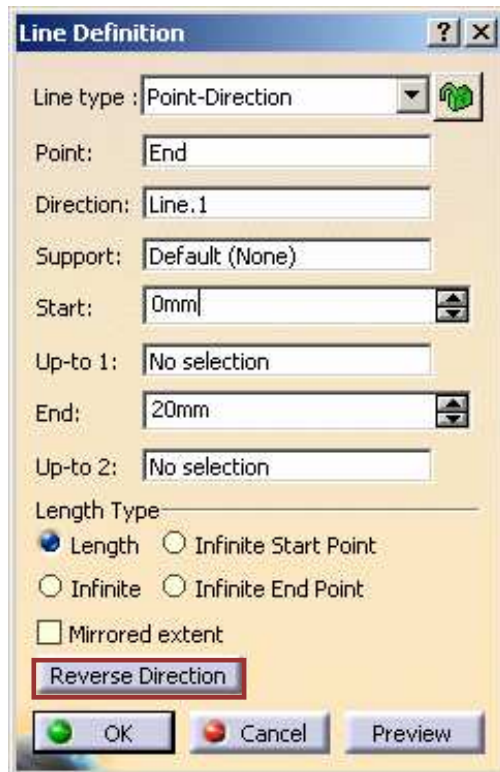 Line Definition ? ×
Line type : Point-Direction
Point: End
Direction: Line.1
Support: Default (None)
Start: 0mm
Up-to 1: No selection
End: 20mm
Up-to 2: No selection
Length Type
Length Infinite Start Point
Infinite Infinite End Point
Mirrored extent
Reverse Direction
OK Cancel Preview